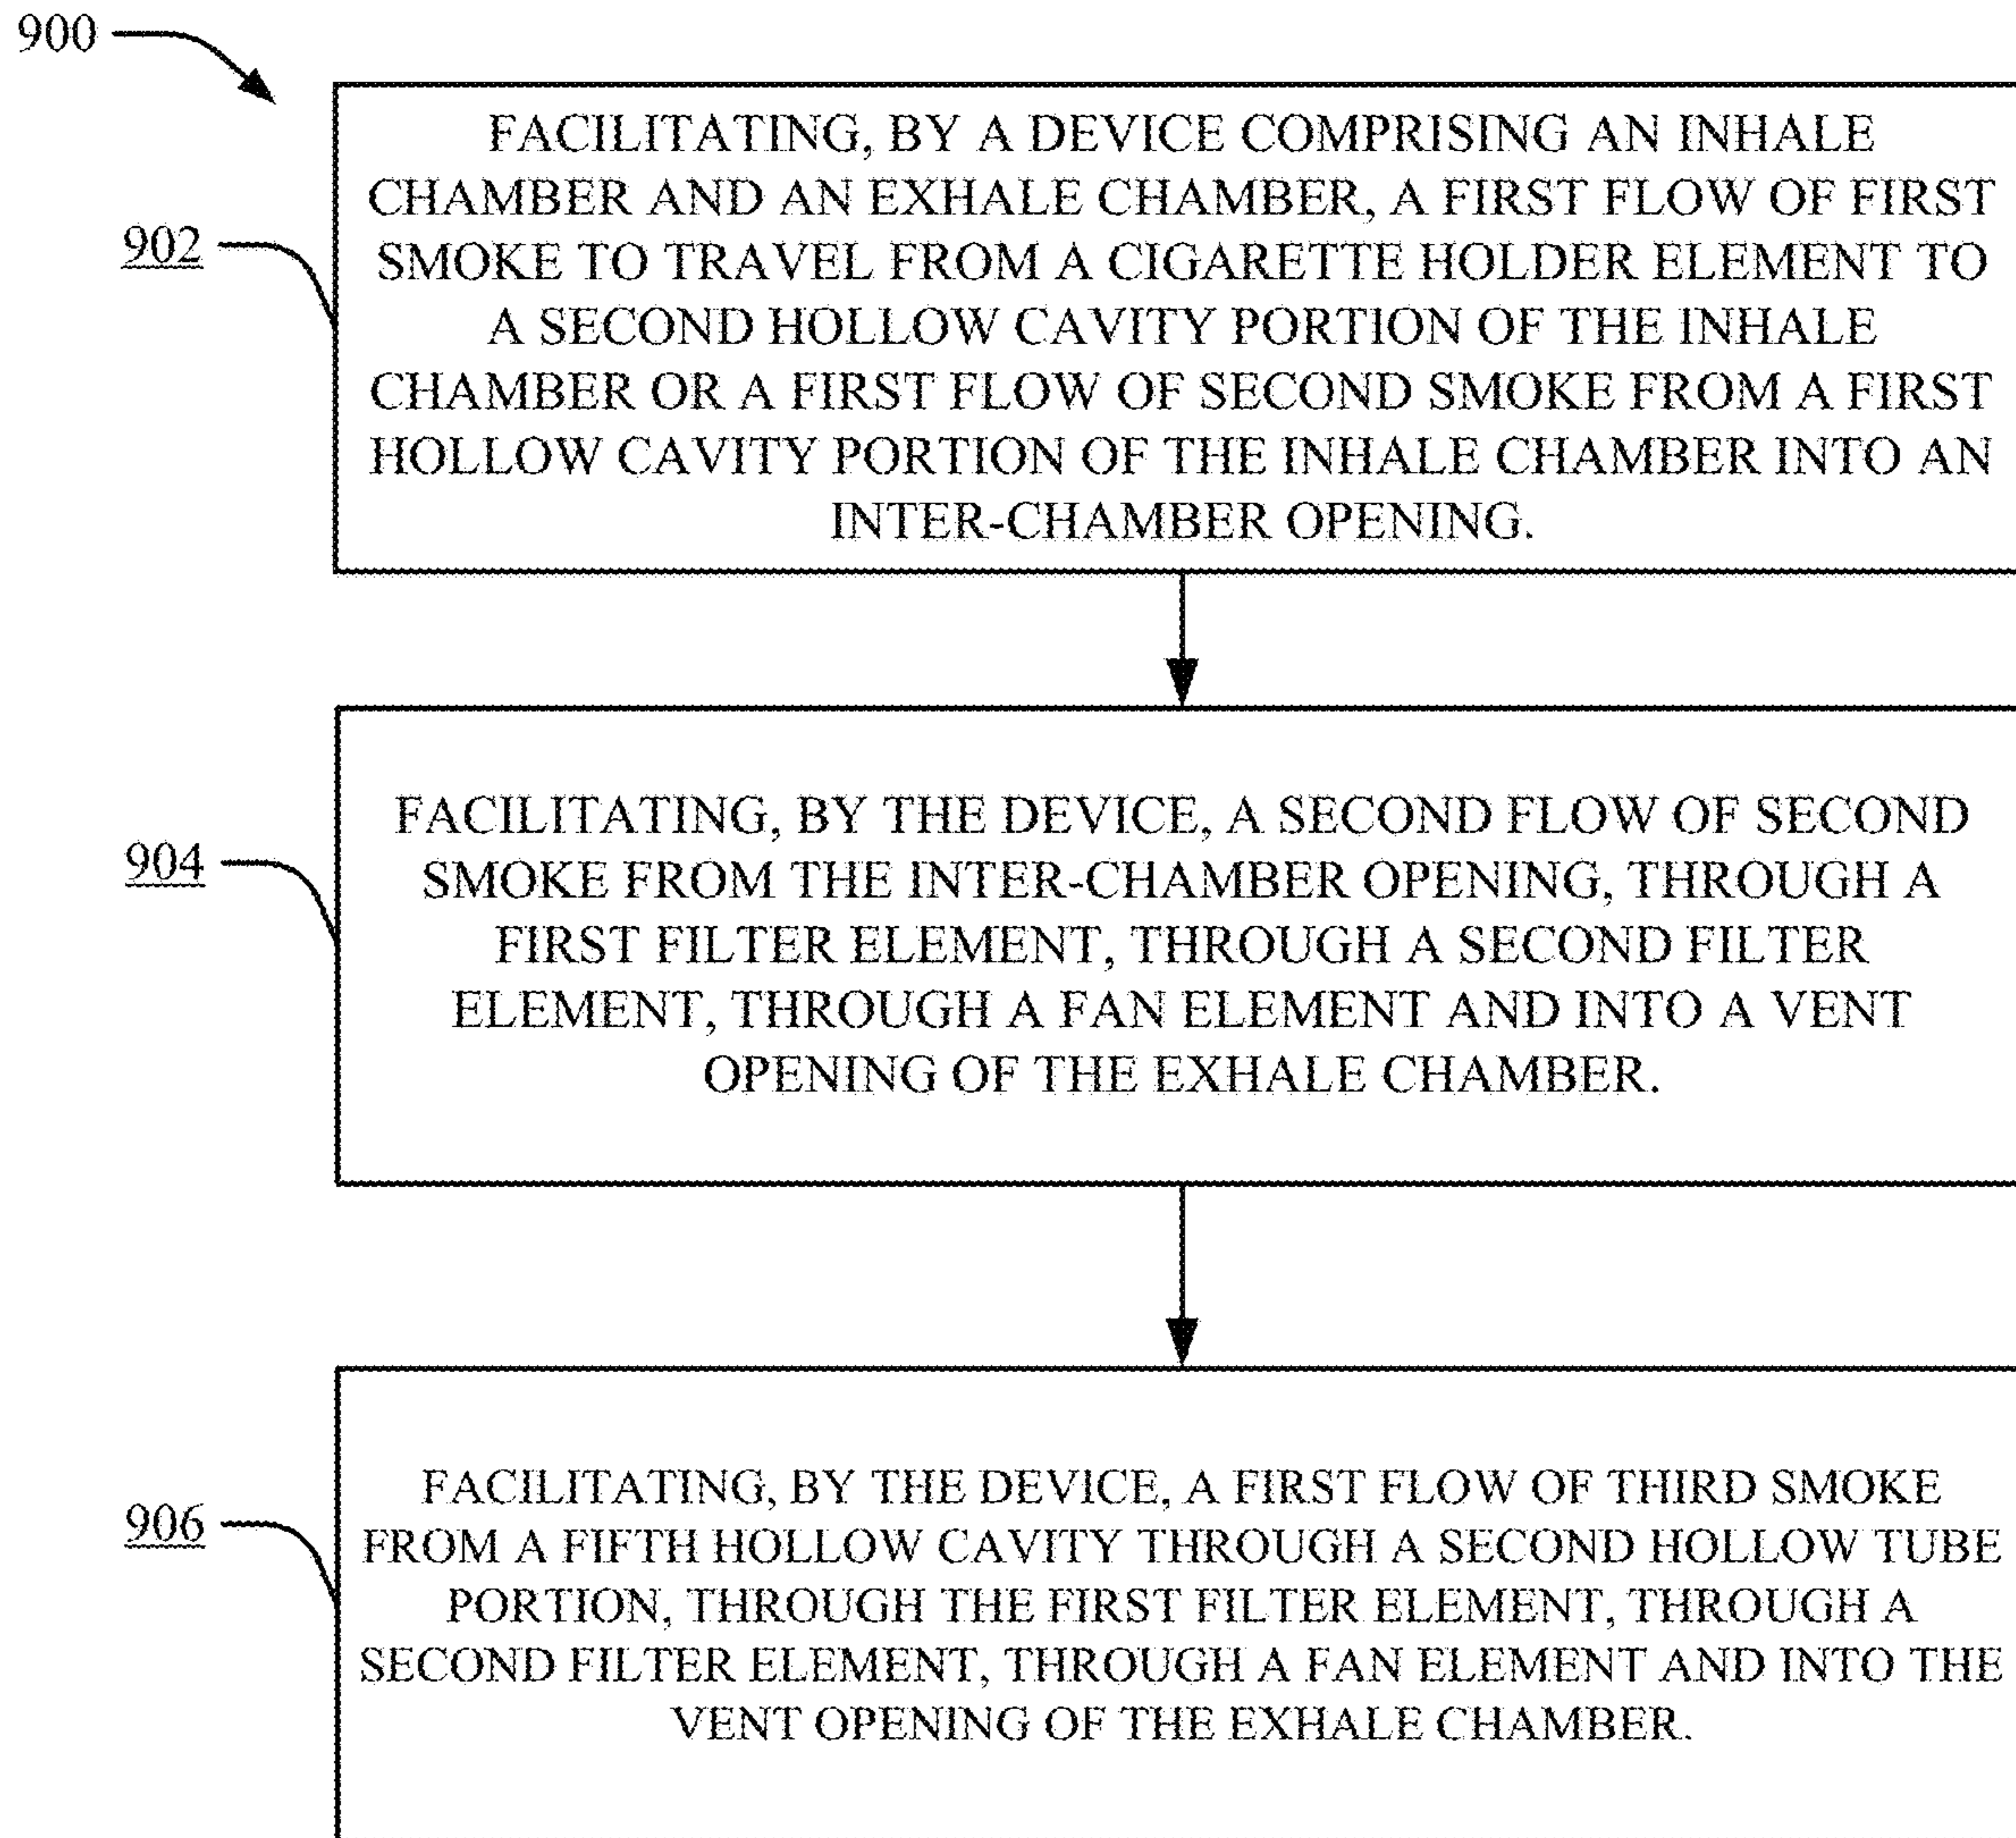 900
902
FACILITATING, BY A DEVICE COMPRISING AN INHALE
CHAMBER AND AN EXHALE CHAMBER, A FIRST FLOW OF FIRST
SMOKE TO TRAVEL FROM A CIGARETTE HOLDER ELEMENT TO
A SECOND HOLLOW CAVITY PORTION OF THE INHALE
CHAMBER OR A FIRST FLOW OF SECOND SMOKE FROM A FIRST
HOLLOW CAVITY PORTION OF THE INHALE CHAMBER INTO AN
INTER-CHAMBER OPENING.
904
FACILITATING, BY THE DEVICE, A SECOND FLOW OF SECOND
SMOKE FROM THE INTER-CHAMBER OPENING, THROUGH A
FIRST FILTER ELEMENT, THROUGH A SECOND FILTER
ELEMENT, THROUGH A FAN ELEMENT AND INTO A VENT
OPENING OF THE EXHALE CHAMBER.
906
FACILITATING, BY THE DEVICE, A FIRST FLOW OF THIRD SMOKE
FROM A FIFTH HOLLOW CAVITY THROUGH A SECOND HOLLOW TUBE
PORTION, THROUGH THE FIRST FILTER ELEMENT, THROUGH A
SECOND FILTER ELEMENT, THROUGH A FAN ELEMENT AND INTO THE
VENT OPENING OF THE EXHALE CHAMBER.